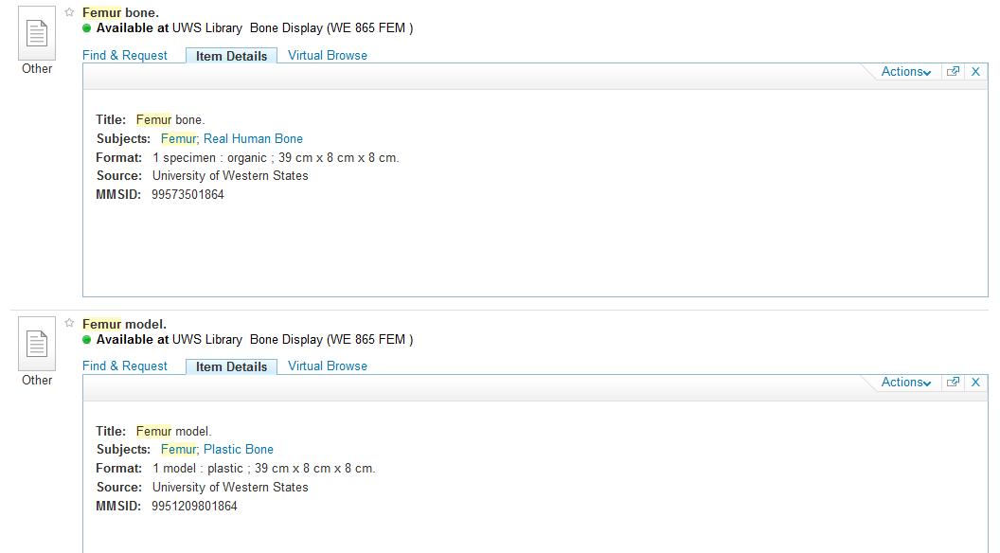 Femur bone.
Available at UWS Library Bone Display (WE 865 FEM )
Find & Request Item Details Virtual Browse
Other
Actions X
Title: Femur bone.
Subjects: Femur; Real Human Bone
Format: 1 specimen : organic ; 39 cm x 8 cm x 8 cm.
Source: University of Western States
MMSID: 99573501864
Femur model.
Available at UWS Library Bone Display (WE 865 FEM )
Find & Request Item Details Virtual Browse
Other
Actions X
Title: Femur model.
Subjects: Femur; Plastic Bone
Format: 1 model : plastic ; 39 cm x 8 cm x 8 cm.
Source: University of Western States
MMSID: 9951209801864